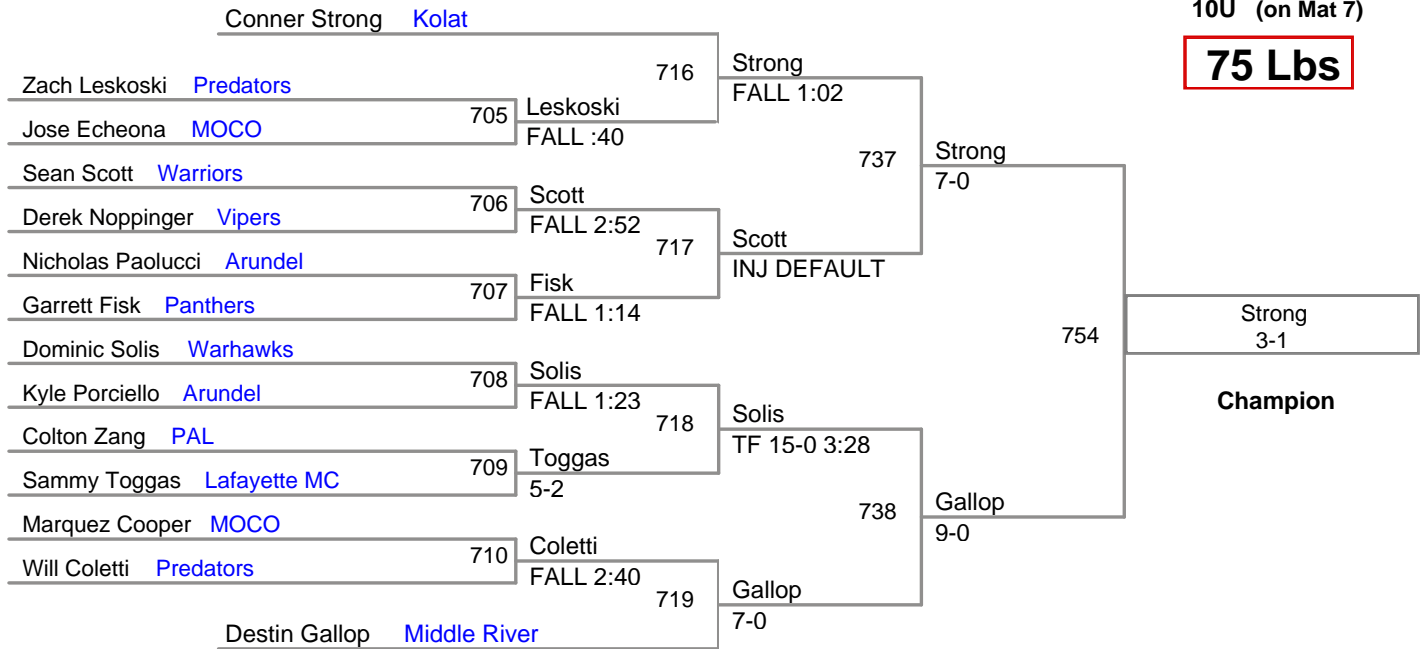 Conner Strong Kolat
10U (on Mat 7)
75 Lbs
716
Strong
FALL 1:02
Zach Leskoski Predators
705
Leskoski
FALL :40
Jose Echeona MOCO
737
Strong
7-0
Sean Scott Warriors
706
Scott
FALL 2:52
Derek Noppinger Vipers
717
Scott
INJ DEFAULT
Nicholas Paolucci Arundel
707
Fisk
FALL 1:14
Garrett Fisk Panthers
754
Strong
3-1
Champion
Dominic Solis Warhawks
708
Solis
FALL 1:23
Kyle Porciello Arundel
718
Solis
TF 15-0 3:28
Colton Zang PAL
709
Toggas
5-2
Sammy Toggas Lafayette MC
738
Gallop
9-0
Marquez Cooper MOCO
710
Coletti
FALL 2:40
Will Coletti Predators
719
Gallop
7-0
Destin Gallop Middle River